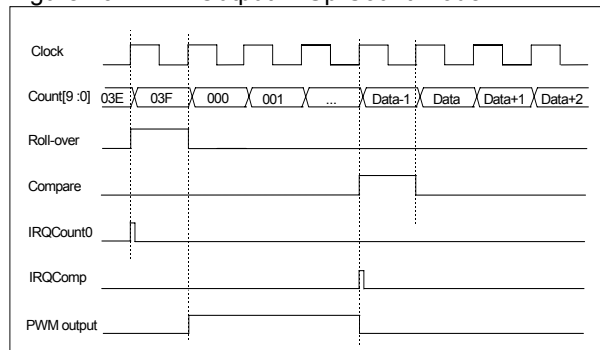 Clock
Count[9 :0] 03E 03F 000 001 ... Data-1 Data Data+1 Data+2
Roll-over
Compare
IRQCount0
IRQComp
PWM output